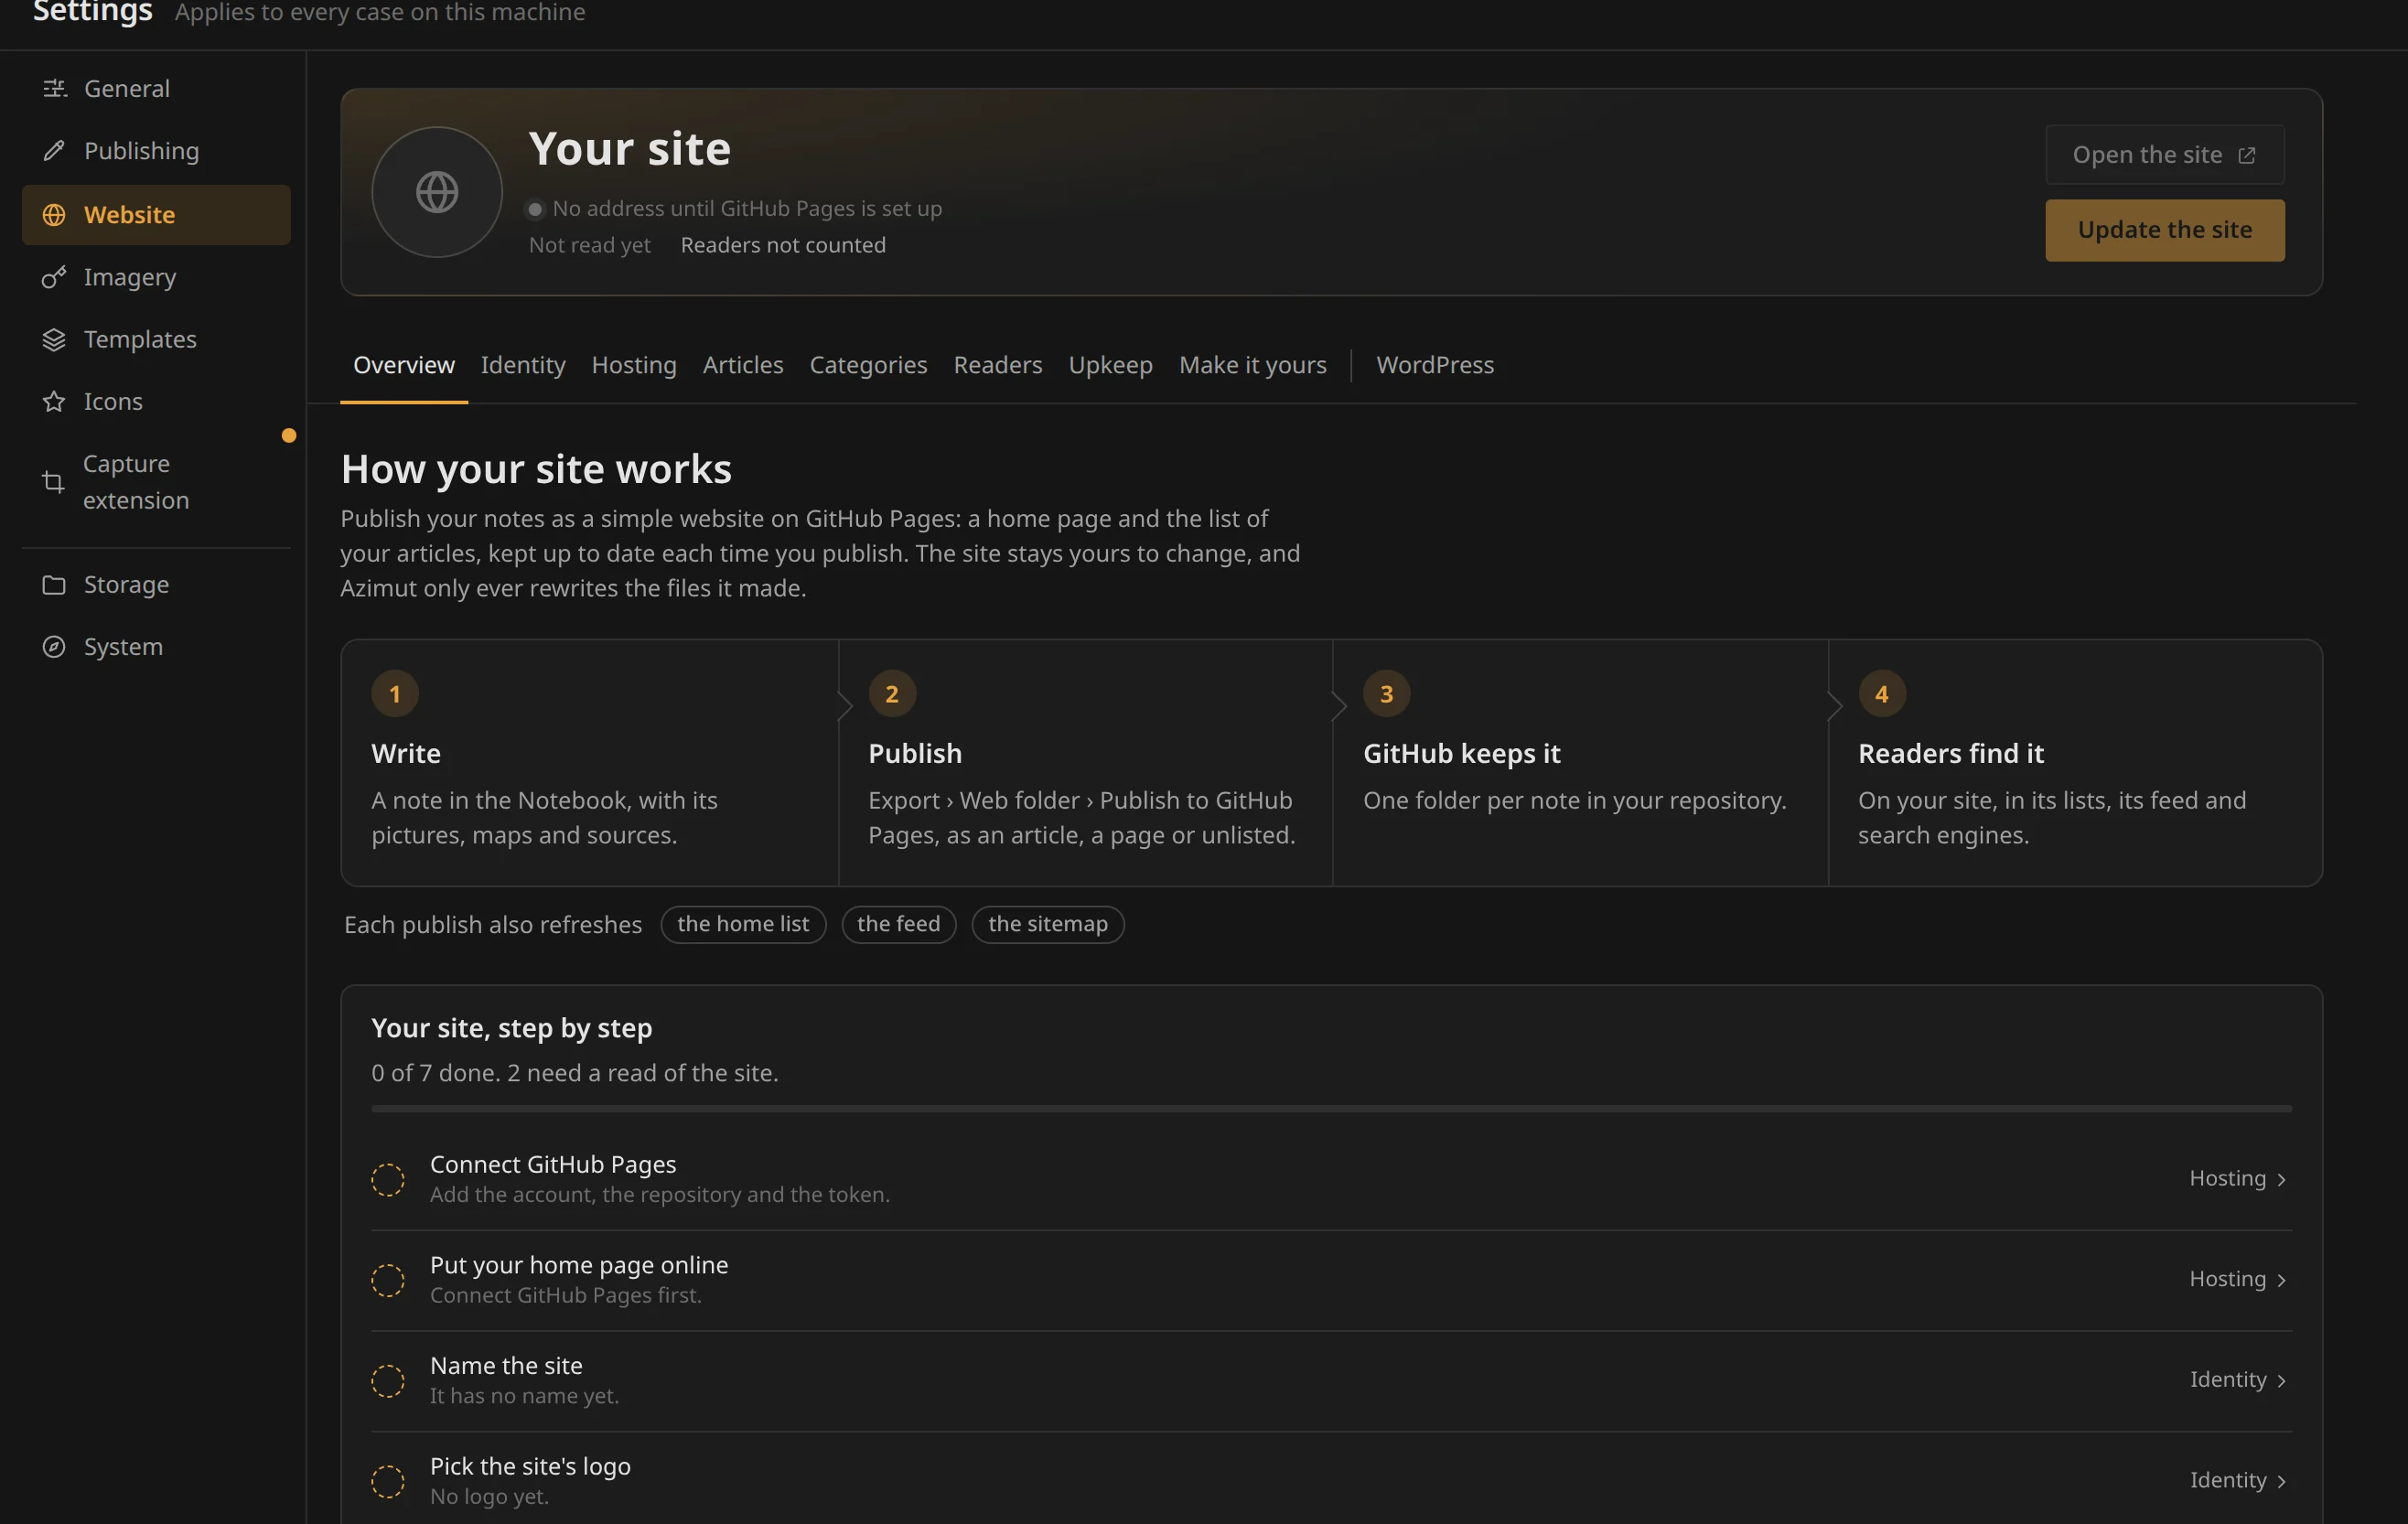 Settings Applies to every case on this machine
General
Publishing
Website
Imagery
Templates
Icons
Capture
extension
Storage
System
Your site
No address until GitHub Pages is set up
Not read yet Readers not counted
Open the site
Update the site
Overview Identity Hosting Articles Categories Readers Upkeep Make it yours WordPress
How your site works
Publish your notes as a simple website on GitHub Pages: a home page and the list of
your articles, kept up to date each time you publish. The site stays yours to change, and
Azimut only ever rewrites the files it made.
1
Write
A note in the Notebook, with its
pictures, maps and sources.
2
Publish
Export › Web folder › Publish to GitHub
Pages, as an article, a page or unlisted.
3
GitHub keeps it
One folder per note in your repository.
4
Readers find it
On your site, in its lists, its feed and
search engines.
Each publish also refreshes the home list the feed the sitemap
Your site, step by step
0 of 7 done. 2 need a read of the site.
Connect GitHub Pages
Add the account, the repository and the token.
Hosting
Put your home page online
Connect GitHub Pages first.
Hosting
Name the site
It has no name yet.
Identity
Pick the site's logo
No logo yet.
Identity